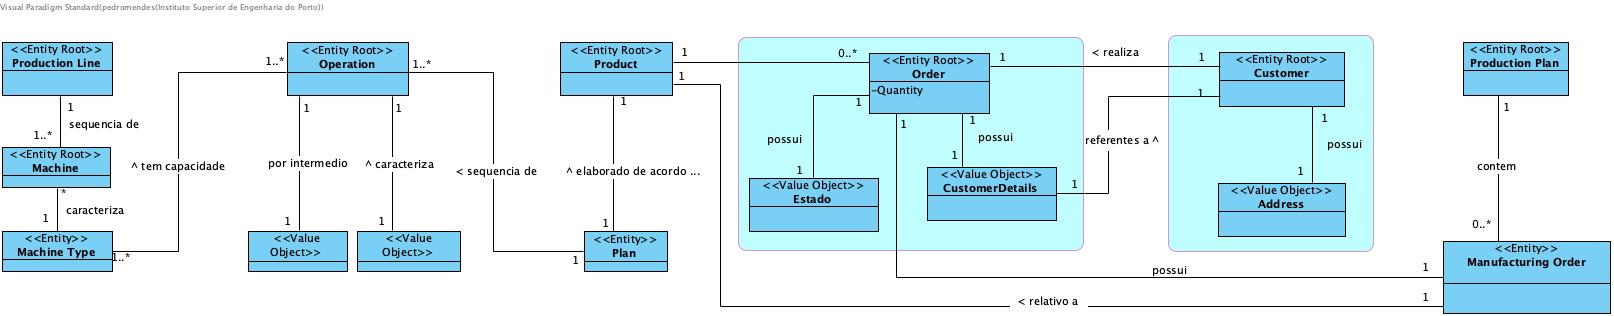 Visual Paradigm Standard(pedromendes(Instituto Superior de Engenharia do Porto))
<<Entity Root>>
Production Line
1
sequencia de
1..*
<<Entity Root>>
Machine
*
caracteriza
1
<<Entity>>
Machine Type
1..*
^ tem capacidade
1..*
<<Entity Root>>
Operation
1..*
1
1
por intermedio
^ caracteriza
1
1
<<Value
Object>>
<<Value
Object>>
< sequencia de
1
<<Entity Root>>
Product
1
1
1
^ elaborado de acordo ...
1
<<Entity>>
Plan
0..*
<<Entity Root>>
Order
-Quantity
1
1
1
1
possui
possui
1
1
<<Value Object>>
Estado
<<Value Object>>
CustomerDetails
1
< realiza
referentes a ^
1
1
<<Entity Root>>
Customer
1
possui
1
<<Value Object>>
Address
<<Entity Root>>
Production Plan
1
contem
0..*
<<Entity>>
Manufacturing Order
possui
1
< relativo a
1